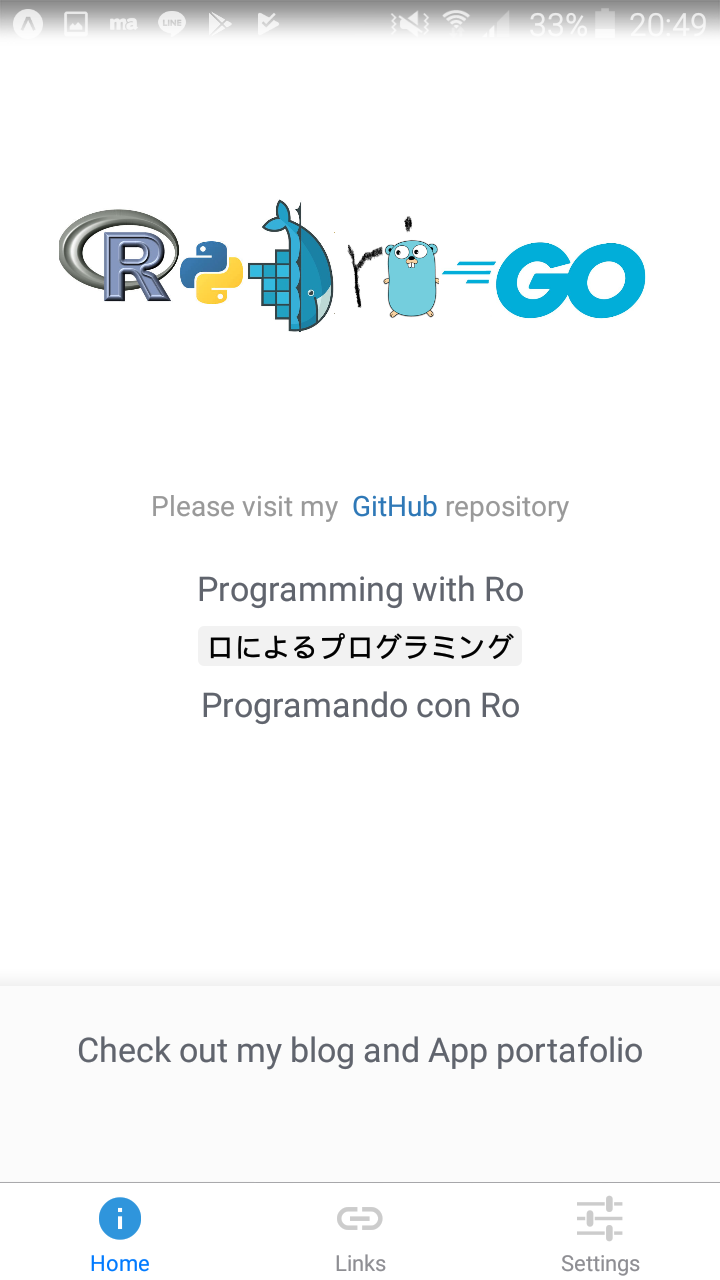 ma LINE 33% 20:49
R ri GO
Please visit my GitHub repository
Programming with Ro
ロによるプログラミング
Programando con Ro
Check out my blog and App portafolio
Home Links Settings